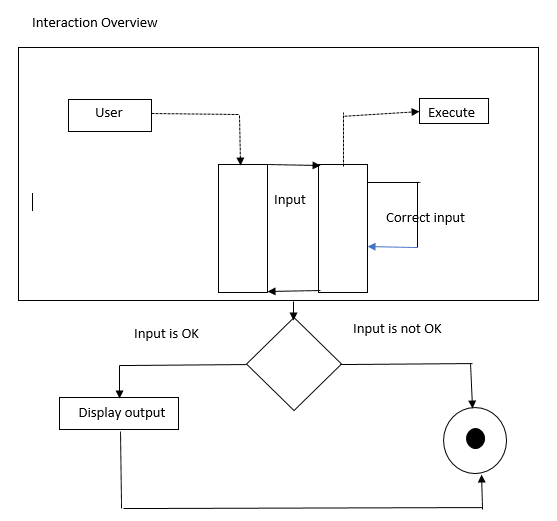 Interaction Overview
User
Execute
Input
Correct input
Input is OK
Input is not OK
Display output